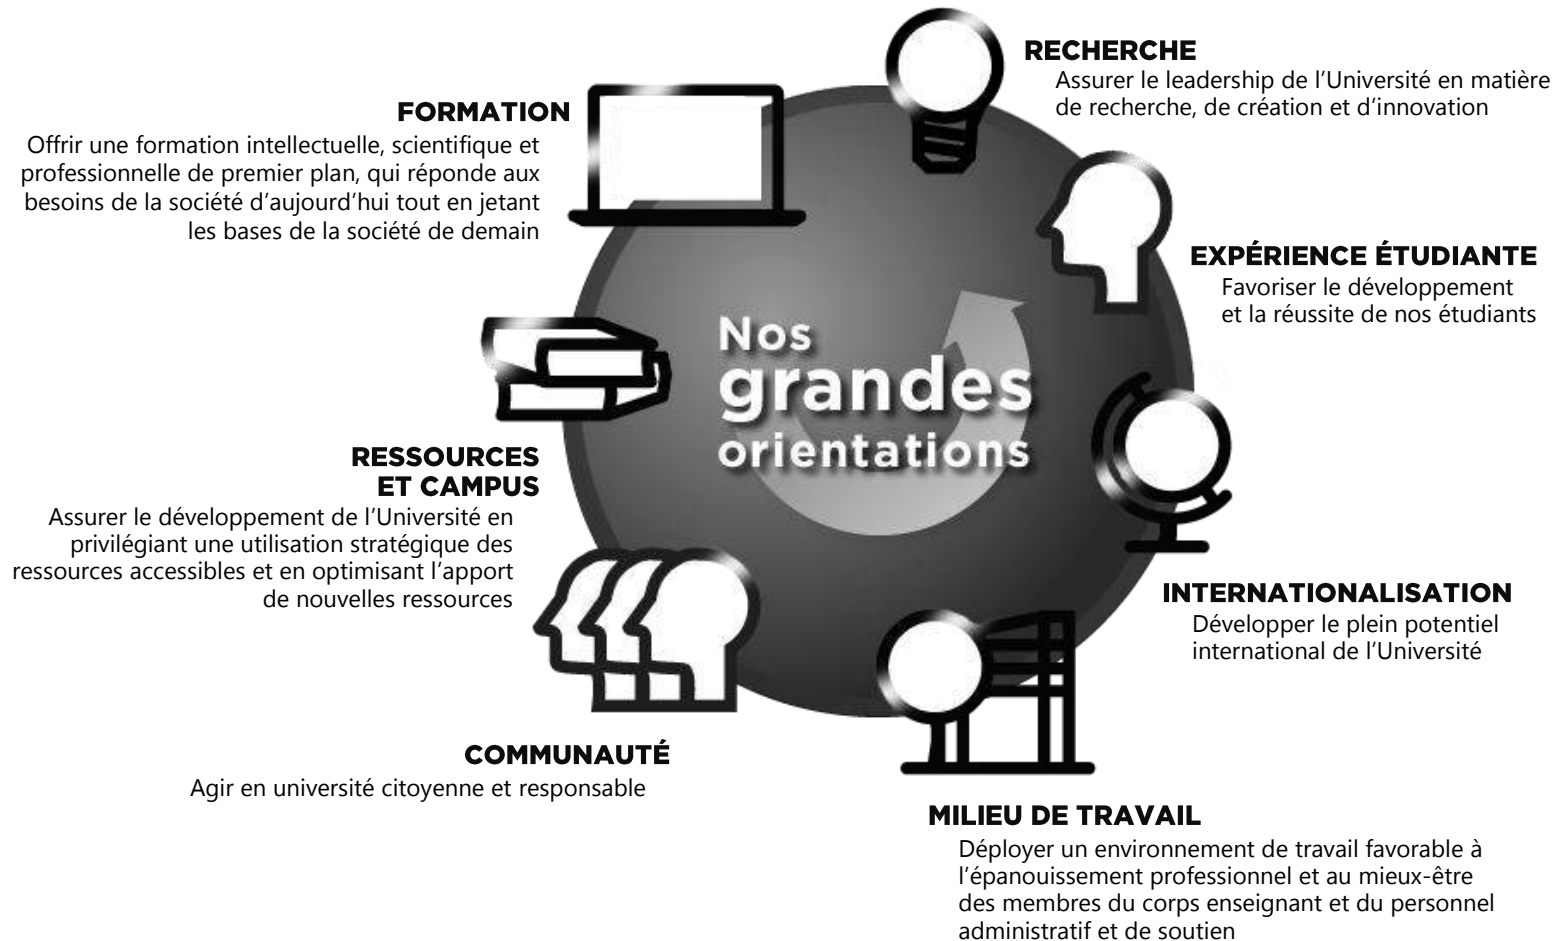 RECHERCHE
Assurer le leadership de l’Université en matière
de recherche, de création et d’innovation
FORMATION
Offrir une formation intellectuelle, scientifique et
professionnelle de premier plan, qui réponde aux
besoins de la société d’aujourd’hui tout en jetant
les bases de la société de demain
EXPÉRIENCE ÉTUDIANTE
Favoriser le développement
et la réussite de nos étudiants
Nos
grandes
orientations
RESSOURCES
ET CAMPUS
Assurer le développement de l’Université en
privilégiant une utilisation stratégique des
ressources accessibles et en optimisant l’apport
de nouvelles ressources
INTERNATIONALISATION
Développer le plein potentiel
international de l’Université
COMMUNAUTÉ
Agir en université citoyenne et responsable
MILIEU DE TRAVAIL
Déployer un environnement de travail favorable à
l’épanouissement professionnel et au mieux-être
des membres du corps enseignant et du personnel
administratif et de soutien